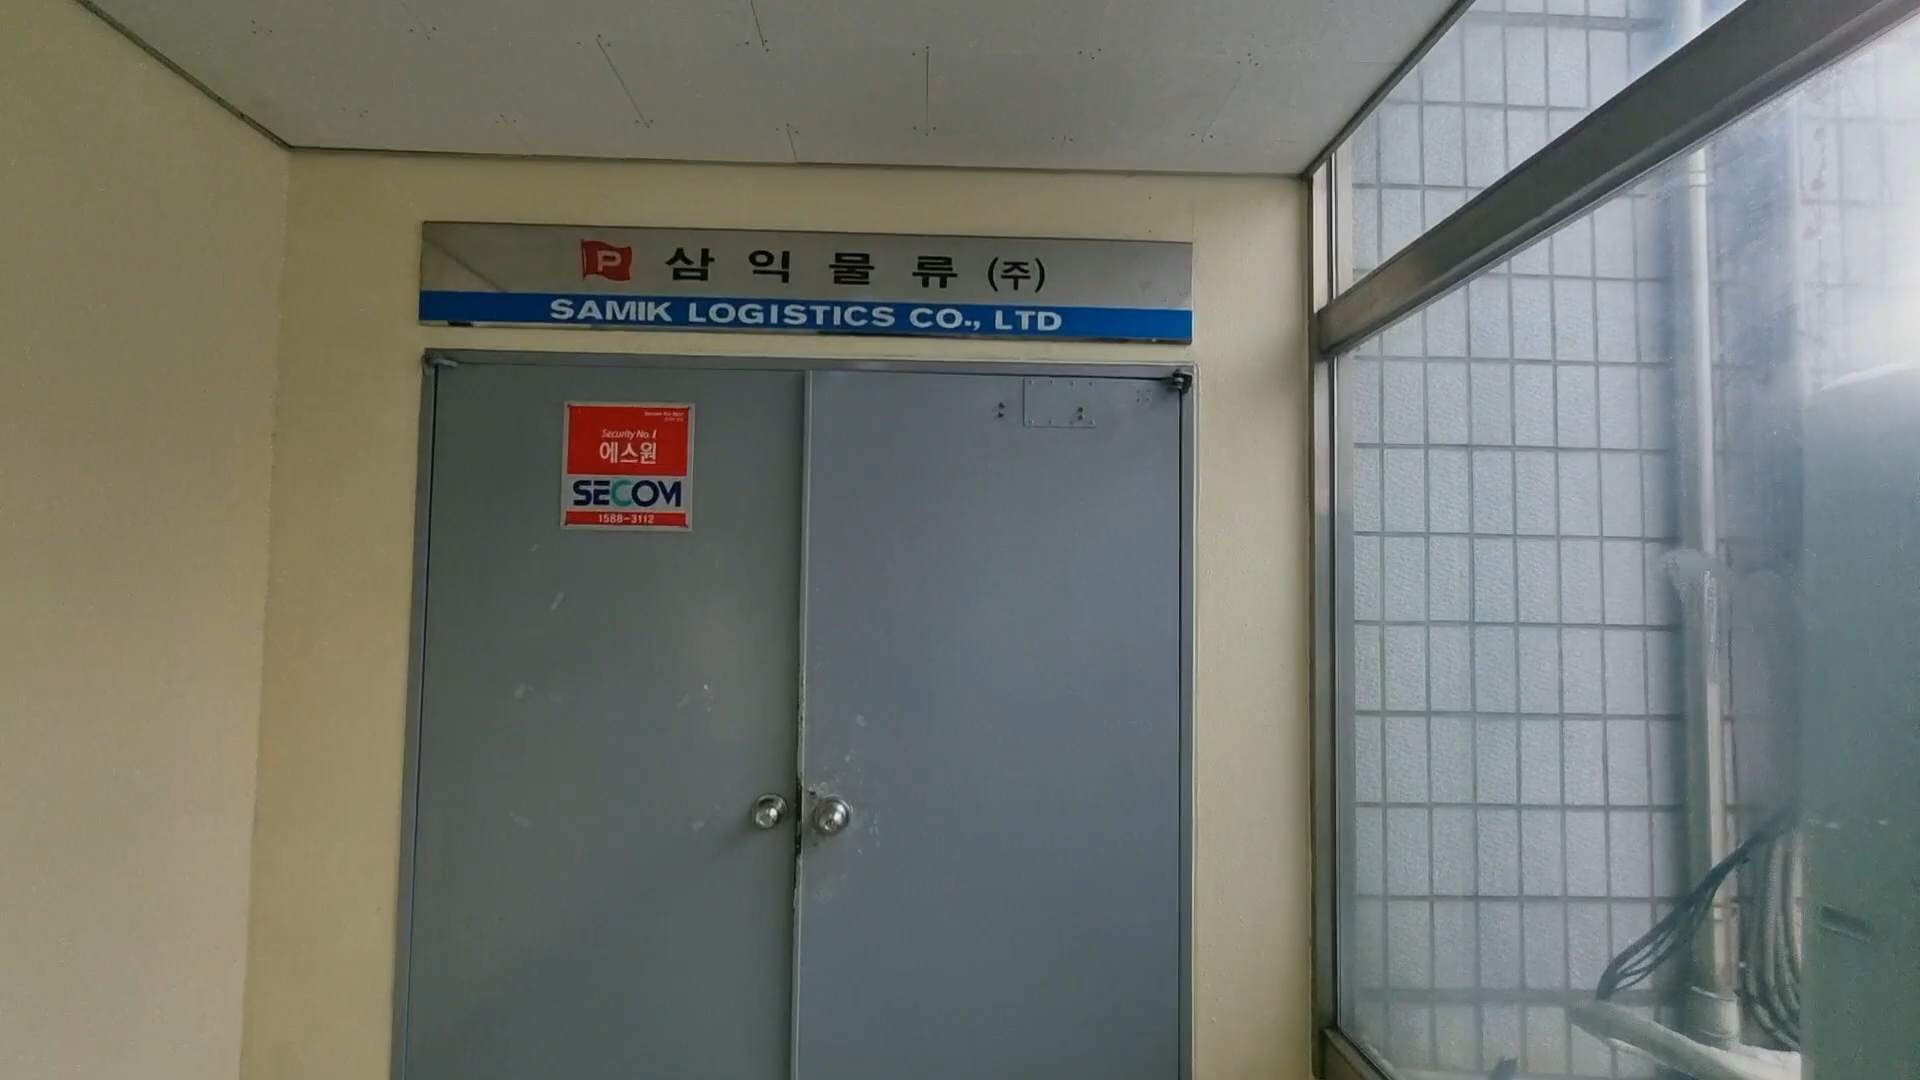 P 삼익물류(주)
SAMIK LOGISTICS CO., LTD
Security No.1
에스원
SECOM
1588-3112